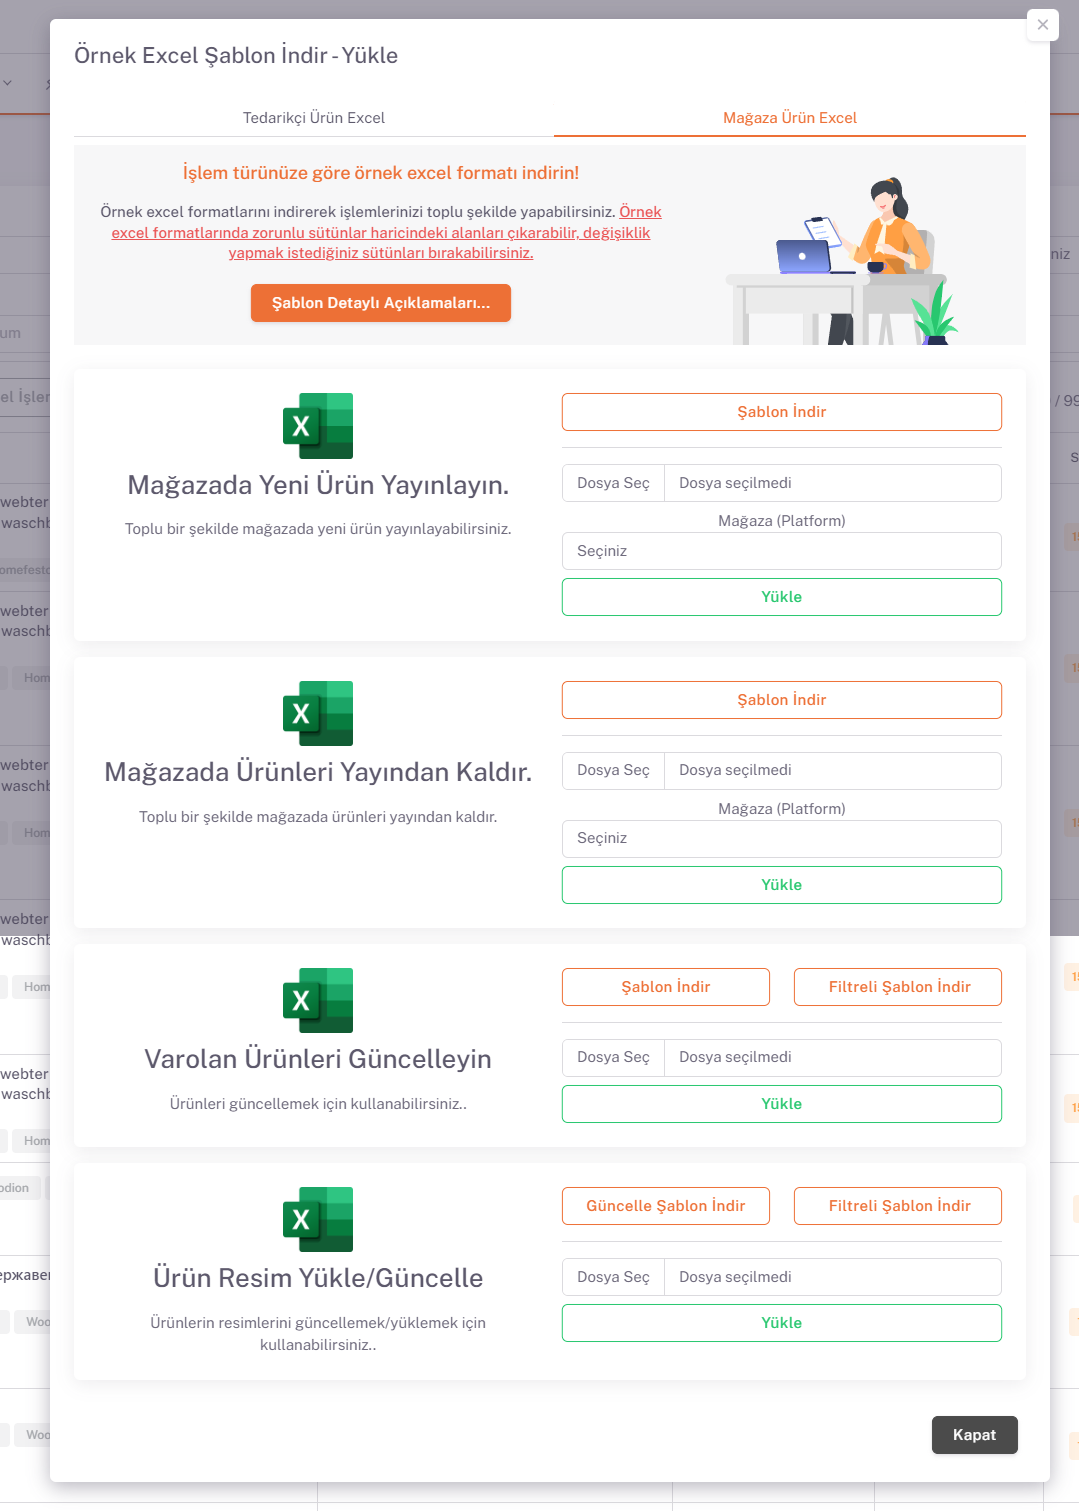 Örnek Excel Şablon İndir - Yükle
Tedarikçi Ürün Excel
Mağaza Ürün Excel
İşlem türünüze göre örnek excel formatı indirin!
Örnek excel formatlarını indirerek işlemlerinizi toplu şekilde yapabilirsiniz. Örnek
excel formatlarında zorunlu sütünlar haricindeki alanları çıkarabilir, değişiklik
yapmak istediğiniz sütünları bırakabilirsiniz.
Şablon Detaylı Açıklamaları...
X
Mağazada Yeni Ürün Yayınlayın.
Toplu bir şekilde mağazada yeni ürün yayınlayabilirsiniz.
Şablon İndir
Dosya Seç Dosya seçilmedi
Mağaza (Platform)
Seçiniz
Yükle
X
Mağazada Ürünleri Yayından Kaldır.
Toplu bir şekilde mağazada ürünleri yayından kaldır.
Şablon İndir
Dosya Seç Dosya seçilmedi
Mağaza (Platform)
Seçiniz
Yükle
X
Varolan Ürünleri Güncelleyin
Ürünleri güncellemek için kullanabilirsiniz..
Şablon İndir
Filtreli Şablon İndir
Dosya Seç Dosya seçilmedi
Yükle
X
Ürün Resim Yükle/Güncelle
Ürünlerin resimlerini güncellemek/yüklemek için
kullanabilirsiniz..
Güncelle Şablon İndir
Filtreli Şablon İndir
Dosya Seç Dosya seçilmedi
Yükle
Kapat